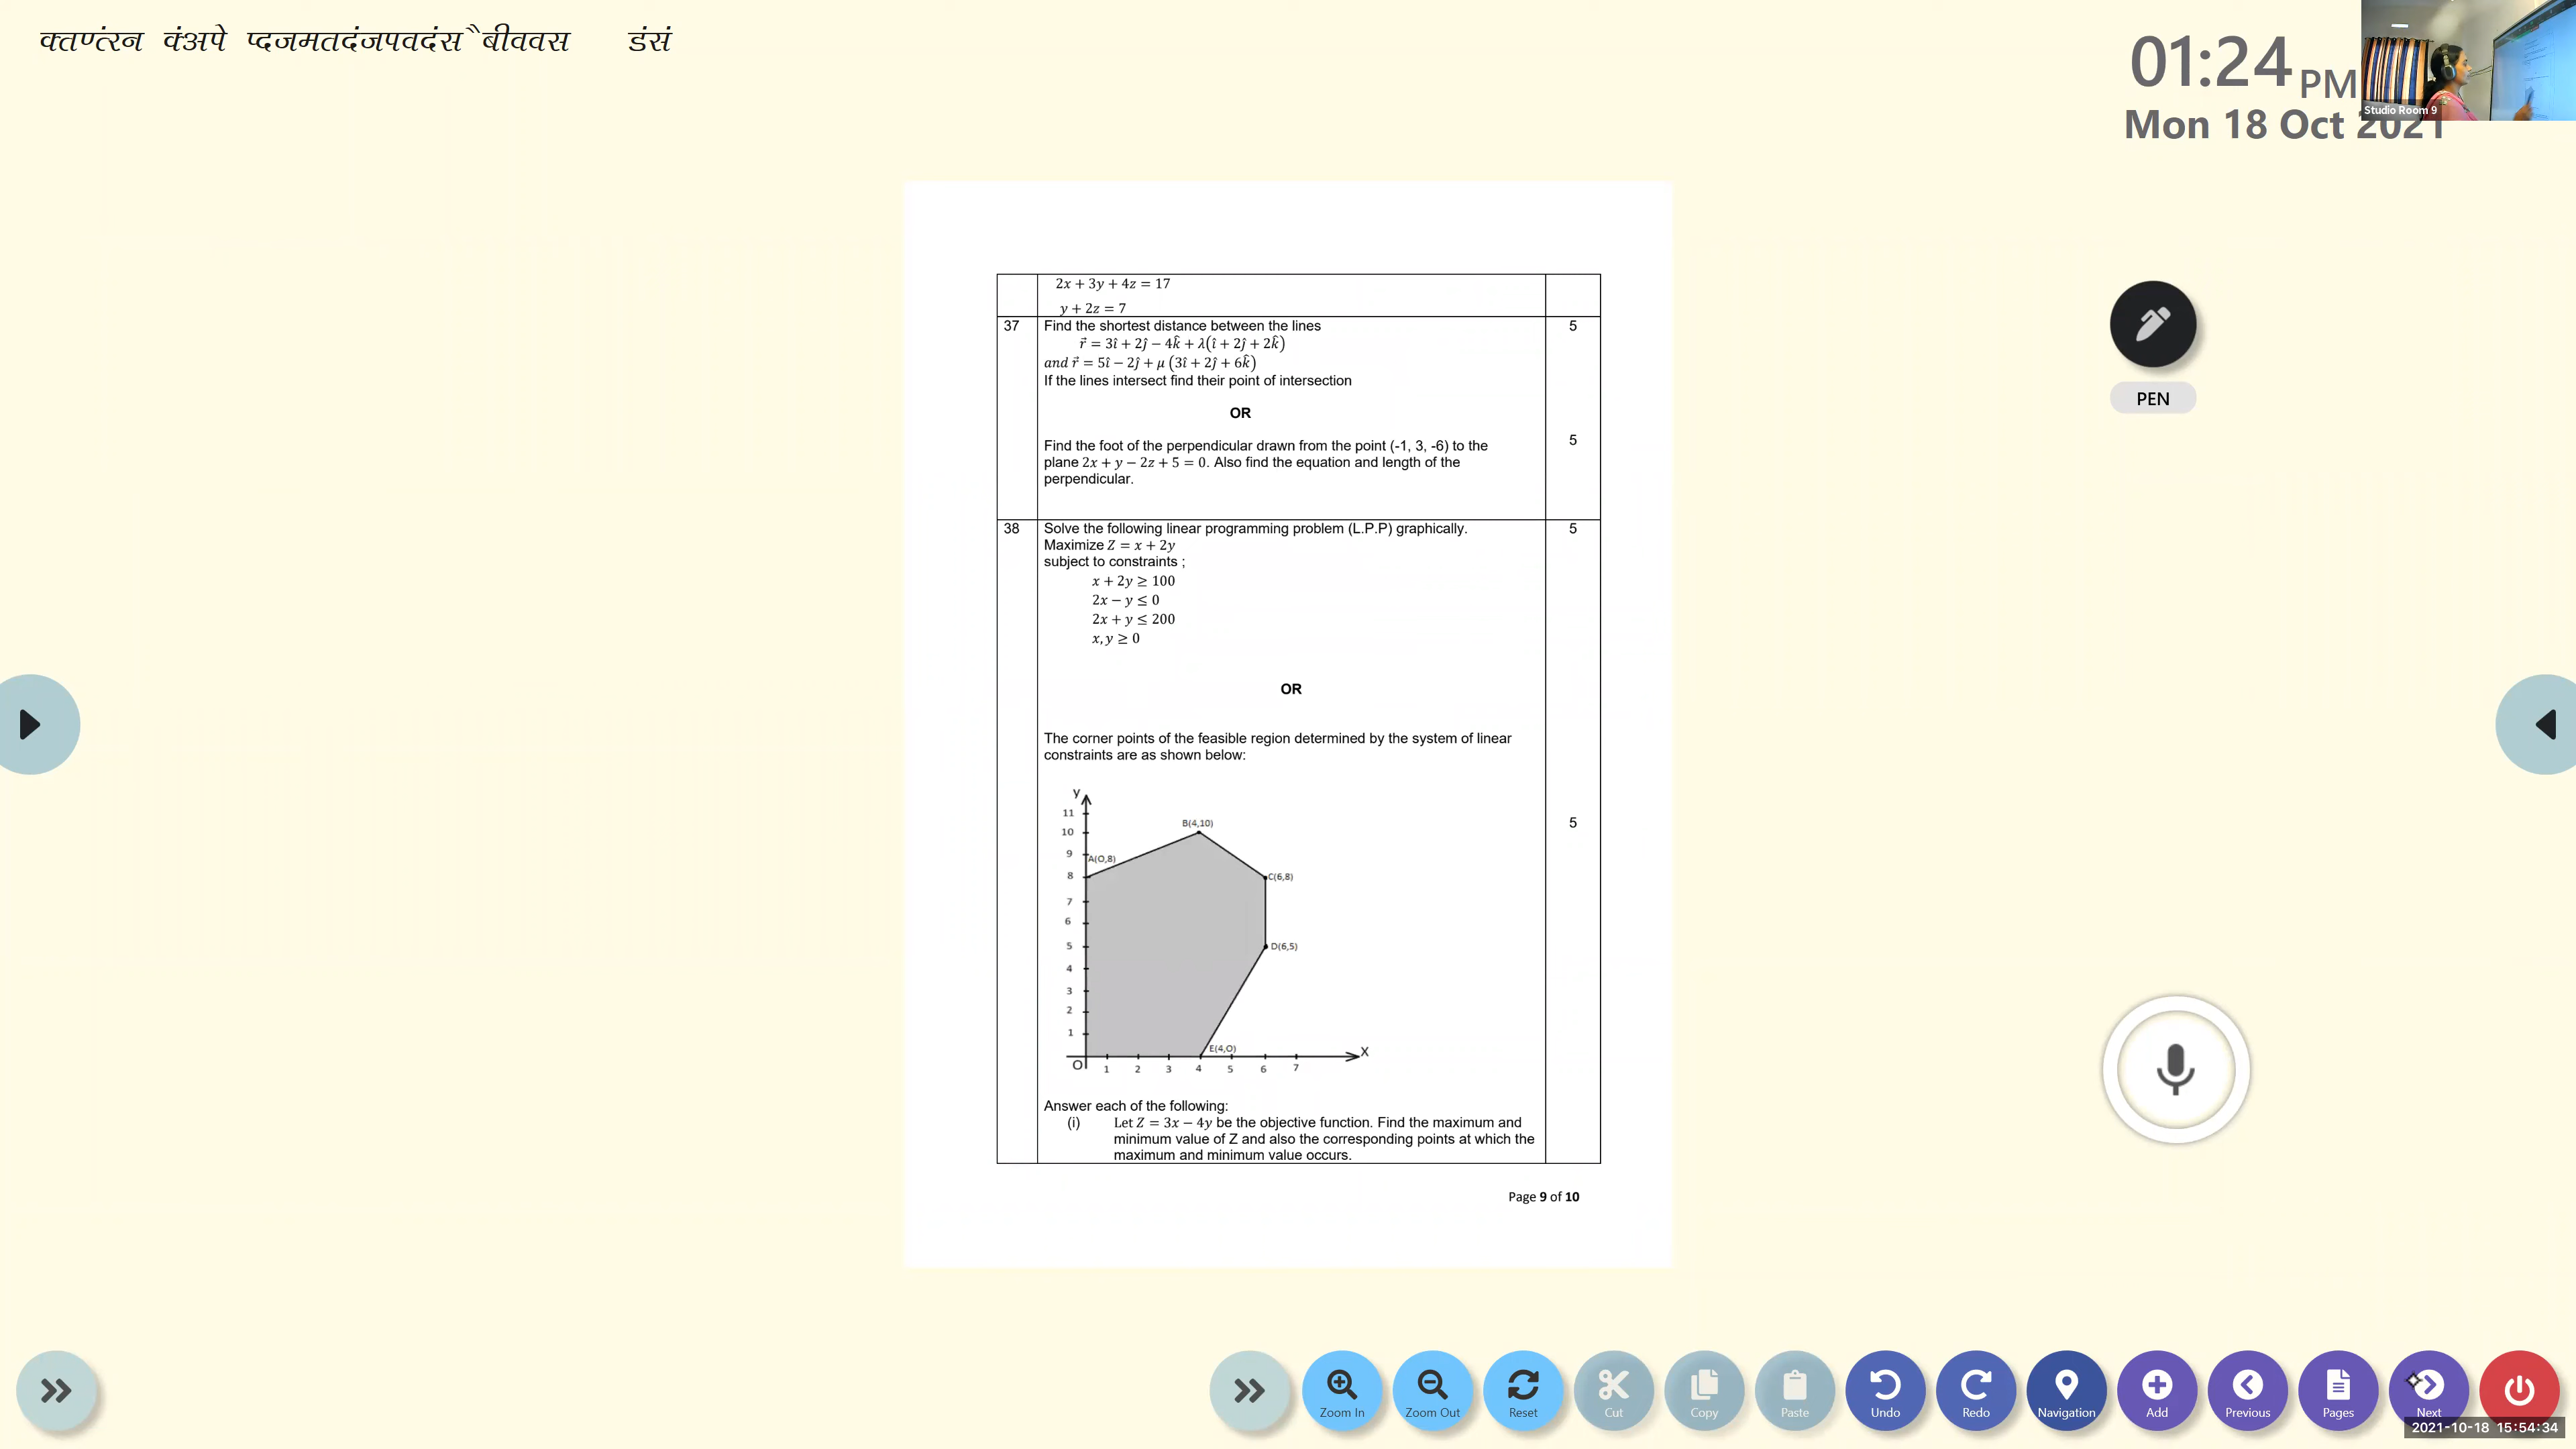 क्तण्त्ंरन क्ंअपे प्दजमतदंजपवदंस ैबीववस डंसं
01:24 PM
Mon 18 Oct 2021
Studio Room 9
PEN
2x + 3y + 4z = 17
y + 2z = 7
37 Find the shortest distance between the lines 5
r⃗ = 3î + 2ĵ − 4k̂ + λ(î + 2ĵ + 2k̂)
and r⃗ = 5î − 2ĵ + μ (3î + 2ĵ + 6k̂)
If the lines intersect find their point of intersection
OR
Find the foot of the perpendicular drawn from the point (-1, 3, -6) to the 5
plane 2x + y − 2z + 5 = 0. Also find the equation and length of the
perpendicular.
38 Solve the following linear programming problem (L.P.P) graphically. 5
Maximize Z = x + 2y
subject to constraints ;
x + 2y ≥ 100
2x − y ≤ 0
2x + y ≤ 200
x, y ≥ 0
OR
The corner points of the feasible region determined by the system of linear
constraints are as shown below:
5
Y
11
10
9
8
7
6
5
4
3
2
1
B(4,10)
A(0,8)
C(6,8)
D(6,5)
E(4,0)
X
O 1 2 3 4 5 6 7
Answer each of the following:
(i) Let Z = 3x − 4y be the objective function. Find the maximum and
minimum value of Z and also the corresponding points at which the
maximum and minimum value occurs.
Page 9 of 10
Zoom In
Zoom Out
Reset
Cut
Copy
Paste
Undo
Redo
Navigation
Add
Previous
Pages
Next
2021-10-18 15:54:34